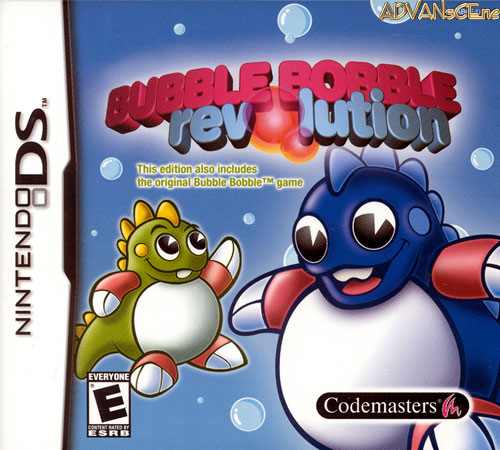 ADVANsCEne
BUBBLE BOBBLE
revolution
This edition also includes
the original Bubble Bobble™ game
NINTENDO DS™
EVERYONE
E
CONTENT RATED BY
ESRB
Codemasters®